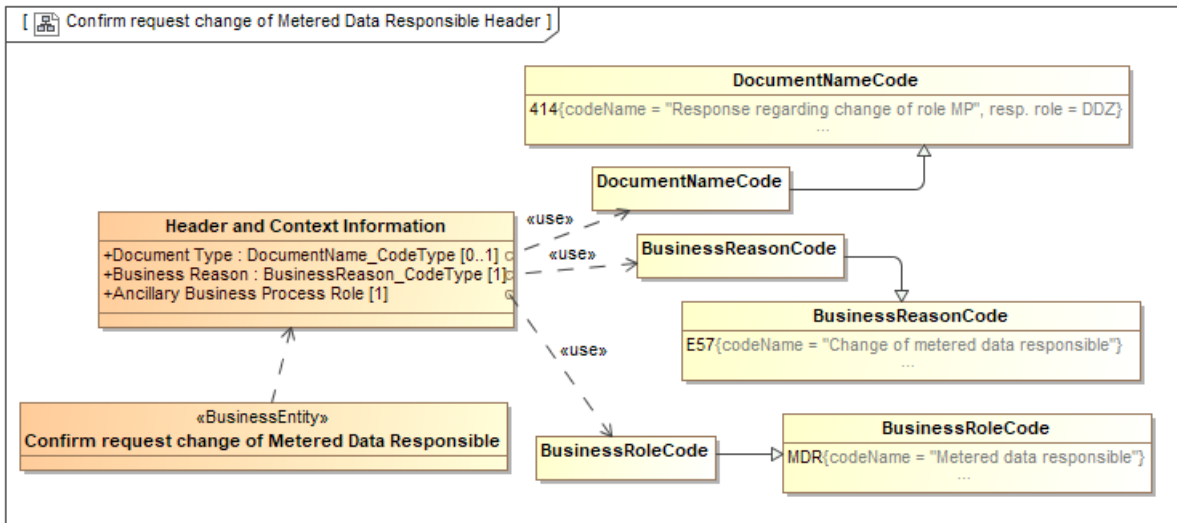 [ Confirm request change of Metered Data Responsible Header ]
DocumentNameCode
414{codeName = "Response regarding change of role MP", resp. role = DDZ}
...
DocumentNameCode
Header and Context Information
+Document Type : DocumentName_CodeType [0..1]
+Business Reason : BusinessReason_CodeType [1]
+Ancillary Business Process Role [1]
«use»
«use»
«use»
BusinessReasonCode
BusinessReasonCode
E57{codeName = "Change of metered data responsible"}
...
«BusinessEntity»
Confirm request change of Metered Data Responsible
BusinessRoleCode
BusinessRoleCode
MDR{codeName = "Metered data responsible"}
...